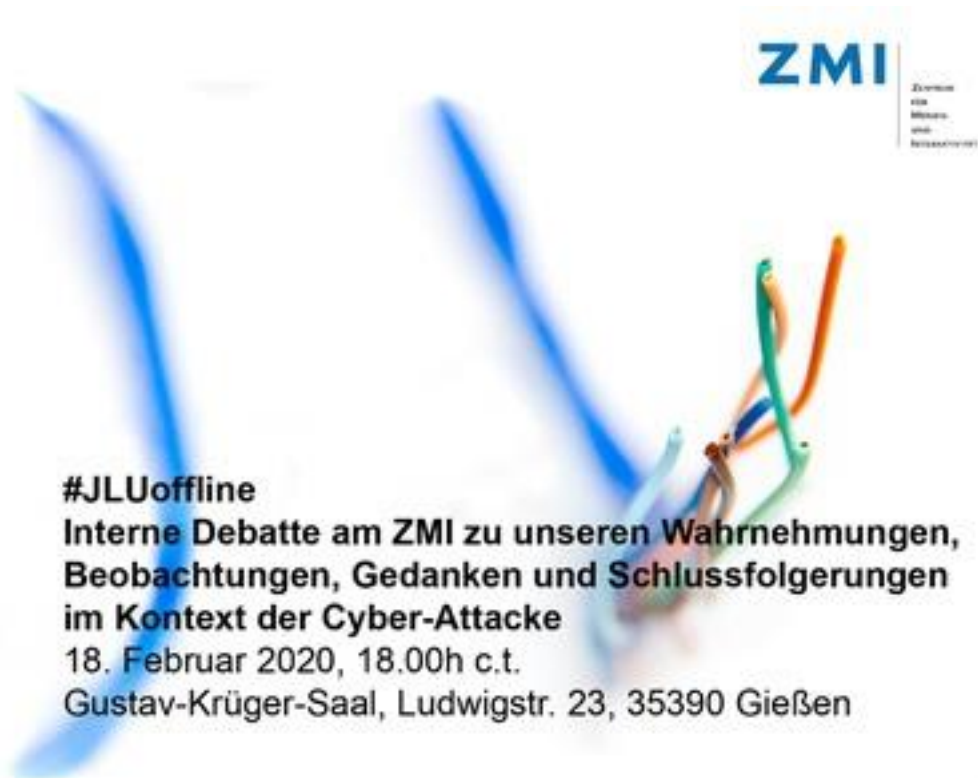 ZMI
#JLUoffline
Interne Debatte am ZMI zu unseren Wahrnehmungen,
Beobachtungen, Gedanken und Schlussfolgerungen
im Kontext der Cyber-Attacke
18. Februar 2020, 18.00h c.t.
Gustav-Krüger-Saal, Ludwigstr. 23, 35390 Gießen